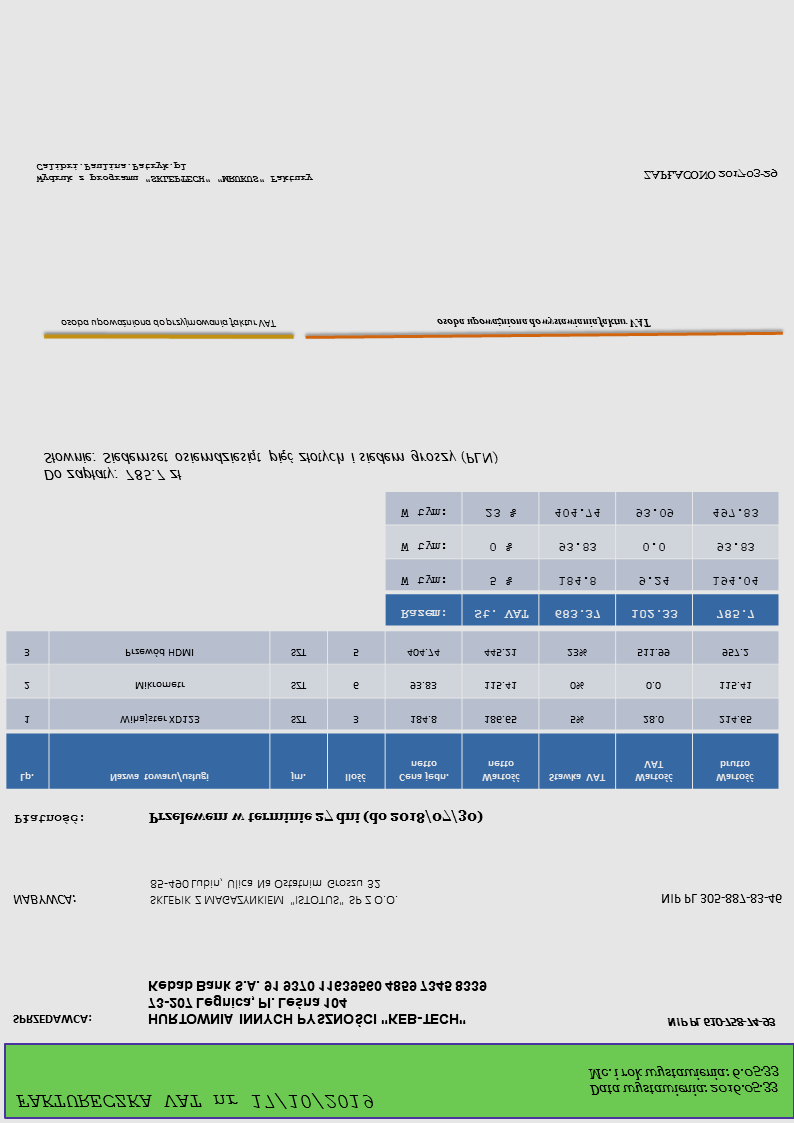 FAKTURECZKA VAT nr 17/10/2019
Data wystawienia: 2016.05.33
Mc. i rok wystawienia: 6.05.33
SPRZEDAWCA: HURTOWNIA INNYCH PYSZNOŚCI "KEB-TECH" NIP PL 610-758-74-93
73-207 Legnica, Pl. Leśna 104
Kebab Bank S.A. 91 9370 11639560 4859 7345 8339
NABYWCA: SKLEPIK Z MAGAZYNKIEM "ISTOTUS" SP Z O.O. NIP PL 305-887-83-46
85-490 Lubin, Ulica Na Ostatnim Groszu 32
Płatność: Przelewem w terminie 27 dni (do 2018/07/30)
Lp. Nazwa towaru/usługi jm. Ilość Cena jedn. netto Wartość netto Stawka VAT Wartość VAT Wartość brutto
1 Wihajster XD123 SZT 3 184.8 186.65 5% 28.0 214.65
2 Mikrometr SZT 6 93.83 115.41 0% 0.0 115.41
3 Przewód HDMI SZT 5 404.74 445.21 23% 511.99 957.2
Razem: St. VAT 683.37 102.33 785.7
W tym: 5 % 184.8 9.24 194.04
W tym: 0 % 93.83 0.0 93.83
W tym: 23 % 404.74 93.09 497.83
Do zapłaty: 785.7 zł
Słownie: Siedemset osiemdziesiąt pięć złotych i siedem groszy (PLN)
osoba upoważniona do przyjmowania faktur VAT osoba upoważniona do wystawiania faktur VAT
Wydruk z programu "SKLEPTECH" "MRUKUS" Faktury ZAPŁACONO 2017-03-29
Calibri.Paulina.Patryk.pl